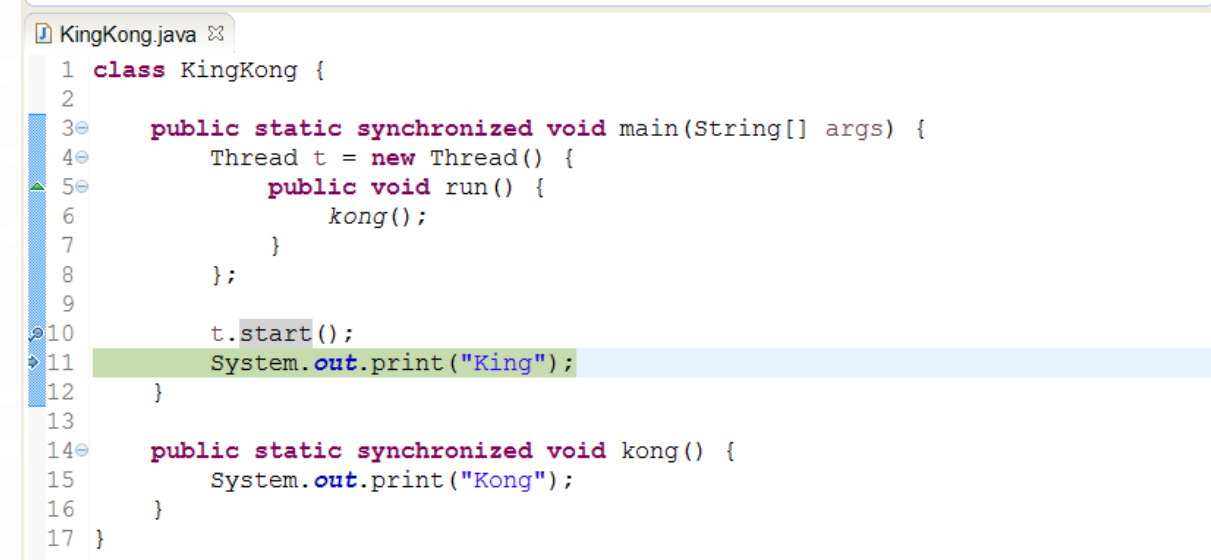 KingKong.java
1 class KingKong {
2
3 public static synchronized void main(String[] args) {
4 Thread t = new Thread() {
5 public void run() {
6 kong();
7 }
8 };
9
10 t.start();
11 System.out.print("King");
12 }
13
14 public static synchronized void kong() {
15 System.out.print("Kong");
16 }
17 }